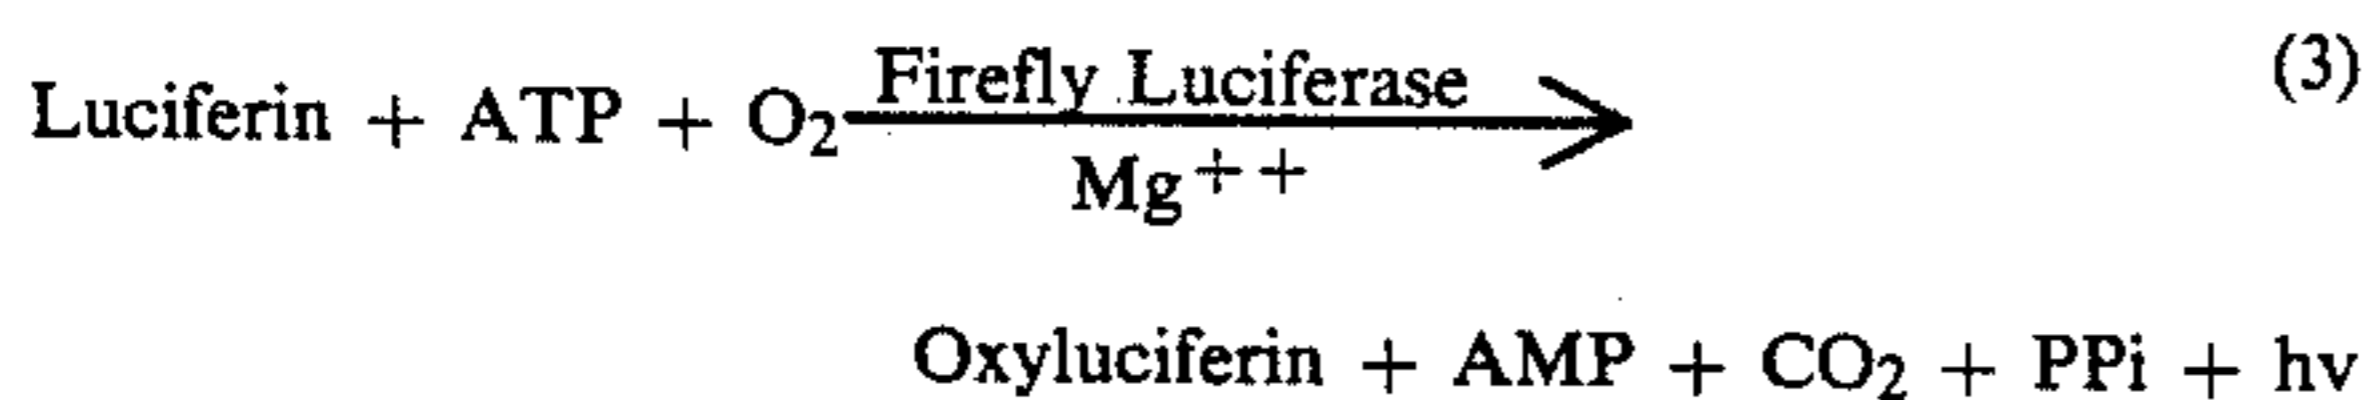 Luciferin + ATP + O₂ Firefly Luciferase (3)
Mg⁺⁺
Oxyluciferin + AMP + CO₂ + PPi + hv